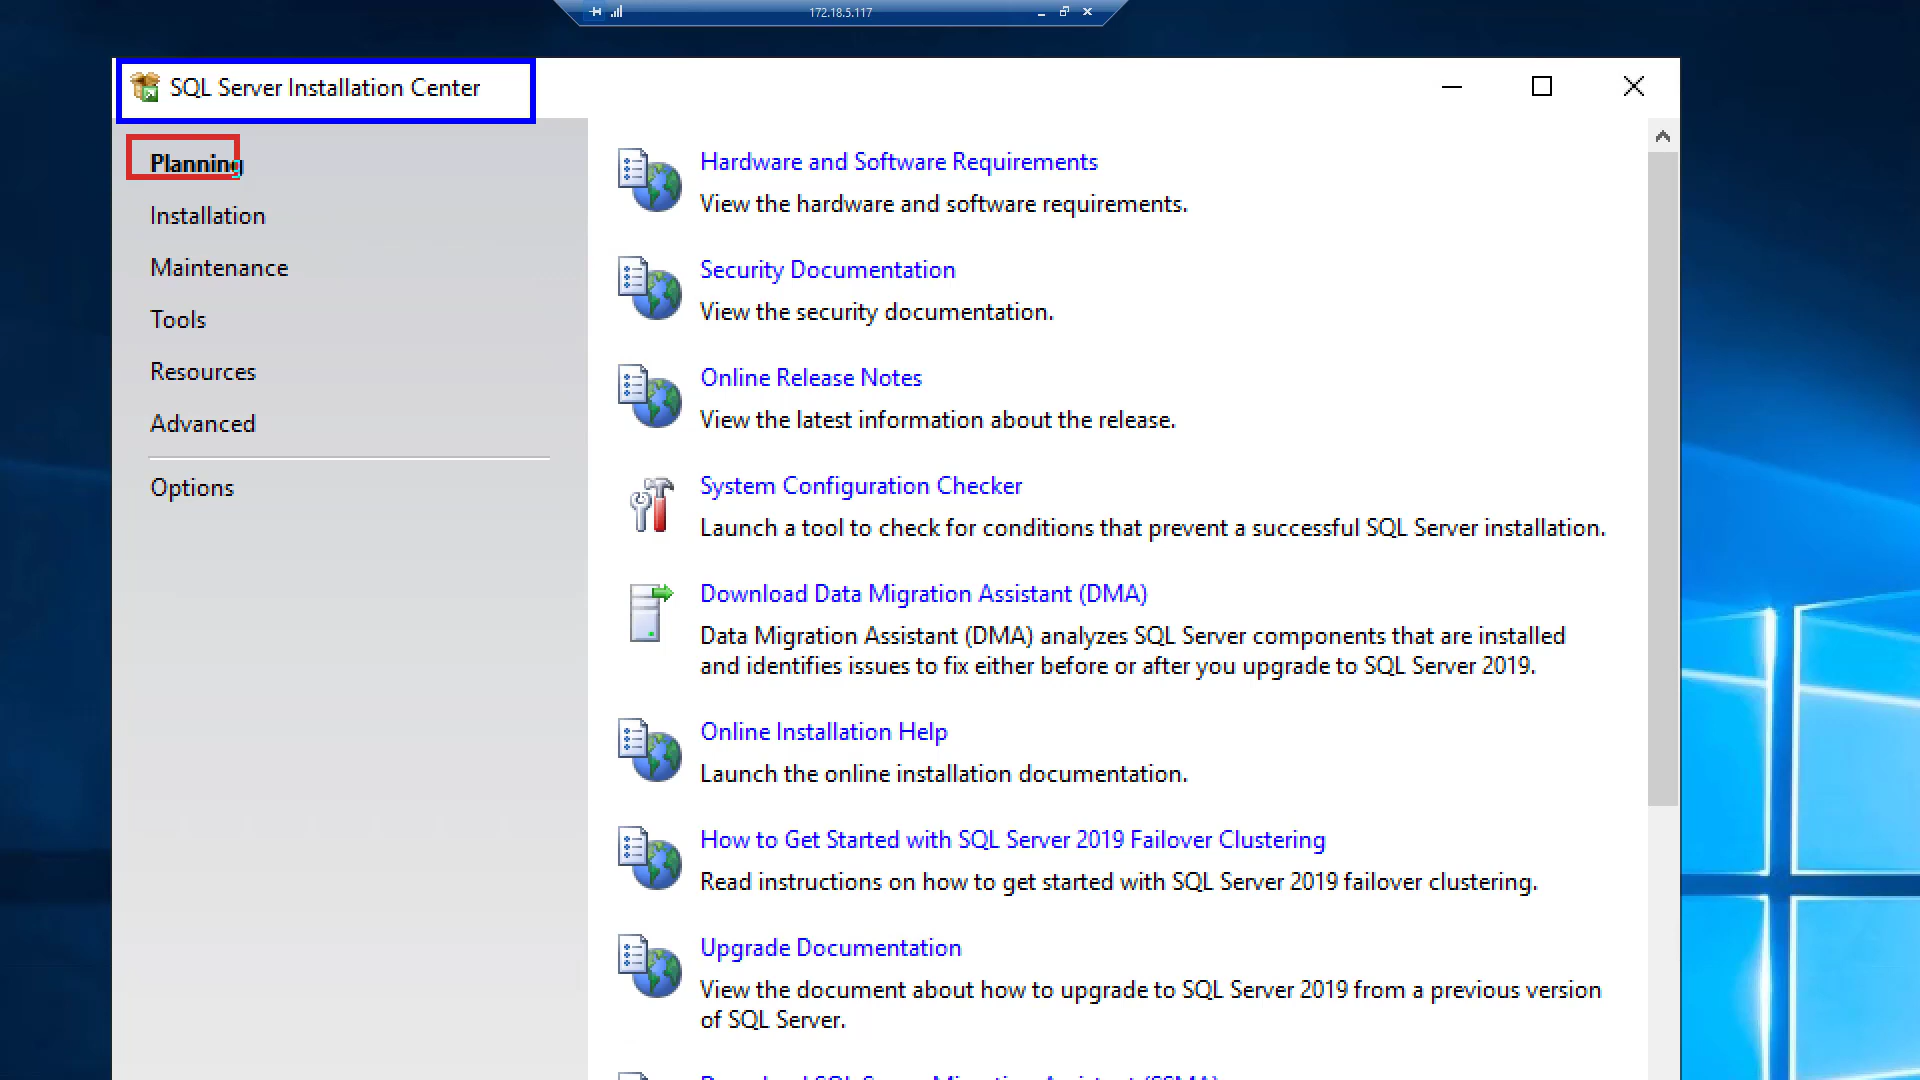 172.18.5.117
SQL Server Installation Center
Planning
Installation
Maintenance
Tools
Resources
Advanced
Options
Hardware and Software Requirements
View the hardware and software requirements.
Security Documentation
View the security documentation.
Online Release Notes
View the latest information about the release.
System Configuration Checker
Launch a tool to check for conditions that prevent a successful SQL Server installation.
Download Data Migration Assistant (DMA)
Data Migration Assistant (DMA) analyzes SQL Server components that are installed
and identifies issues to fix either before or after you upgrade to SQL Server 2019.
Online Installation Help
Launch the online installation documentation.
How to Get Started with SQL Server 2019 Failover Clustering
Read instructions on how to get started with SQL Server 2019 failover clustering.
Upgrade Documentation
View the document about how to upgrade to SQL Server 2019 from a previous version
of SQL Server.
Download SQL Server Migration Assistant (SSMA)